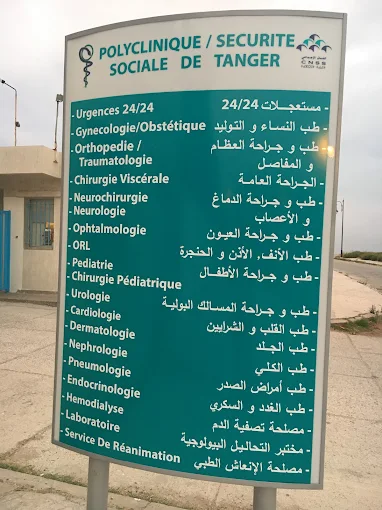 POLYCLINIQUE / SECURITE
SOCIALE DE TANGER
CNSS
- Urgences 24/24
- مستعجلات 24/24
- Gynecologie/Obstétique
- طب النساء و التوليد
- Orthopedie /
Traumatologie
- طب و جراحة العظام
و المفاصل
- Chirurgie Viscérale
- الجراحة العامة
- Neurochirurgie
- Neurologie
- طب و جراحة الدماغ
و الأعصاب
- Ophtalmologie
- طب و جراحة العيون
- ORL
- طب الأنف, الأذن و الحنجرة
- Pediatrie
- Chirurgie Pédiatrique
- طب و جراحة الأطفال
- Urologie
- طب و جراحة المسالك البولية
- Cardiologie
- طب القلب و الشرايين
- Dermatologie
- طب الجلد
- Nephrologie
- طب الكلي
- Pneumologie
- طب أمراض الصدر
- Endocrinologie
- طب الغدد و السكري
- Hemodialyse
- مصلحة تصفية الدم
- Laboratoire
- مختبر التحاليل البيولوجية
- Service De Réanimation
- مصلحة الإنعاش الطبي